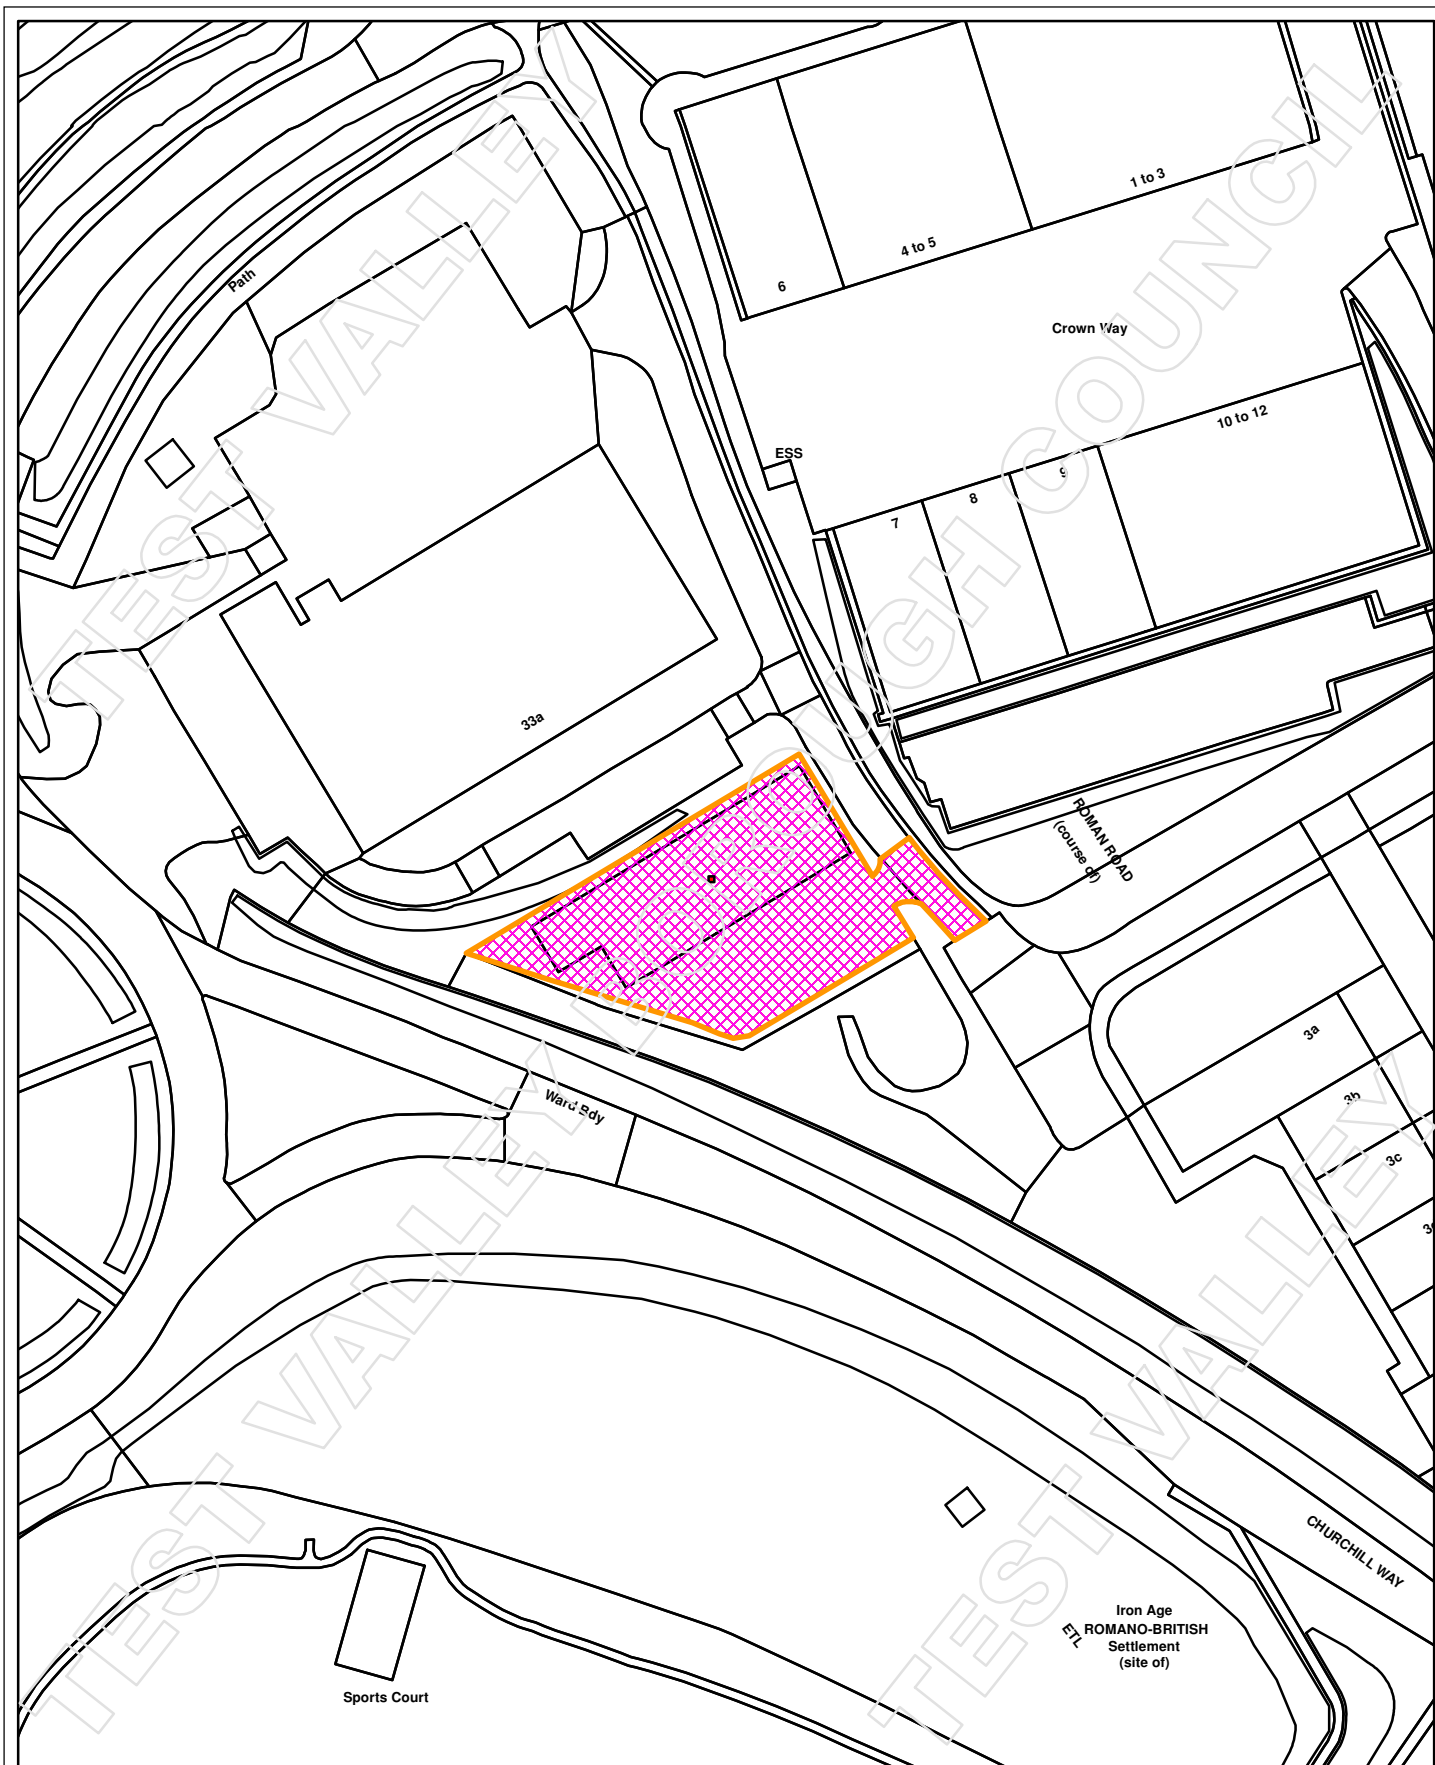 1 to 3
4 to 5
6
Path
Crown Way
10 to 12
ESS
9
8
7
33a
ROMAN ROAD
(course of)
3a
3b
3c
Ward Bdy
CHURCHILL WAY
Iron Age
ETL
ROMANO-BRITISH
Settlement
(site of)
Sports Court
TEST VALLEY BOROUGH COUNCIL
TEST VALLEY
TEST VALLEY
TEST VALLEY